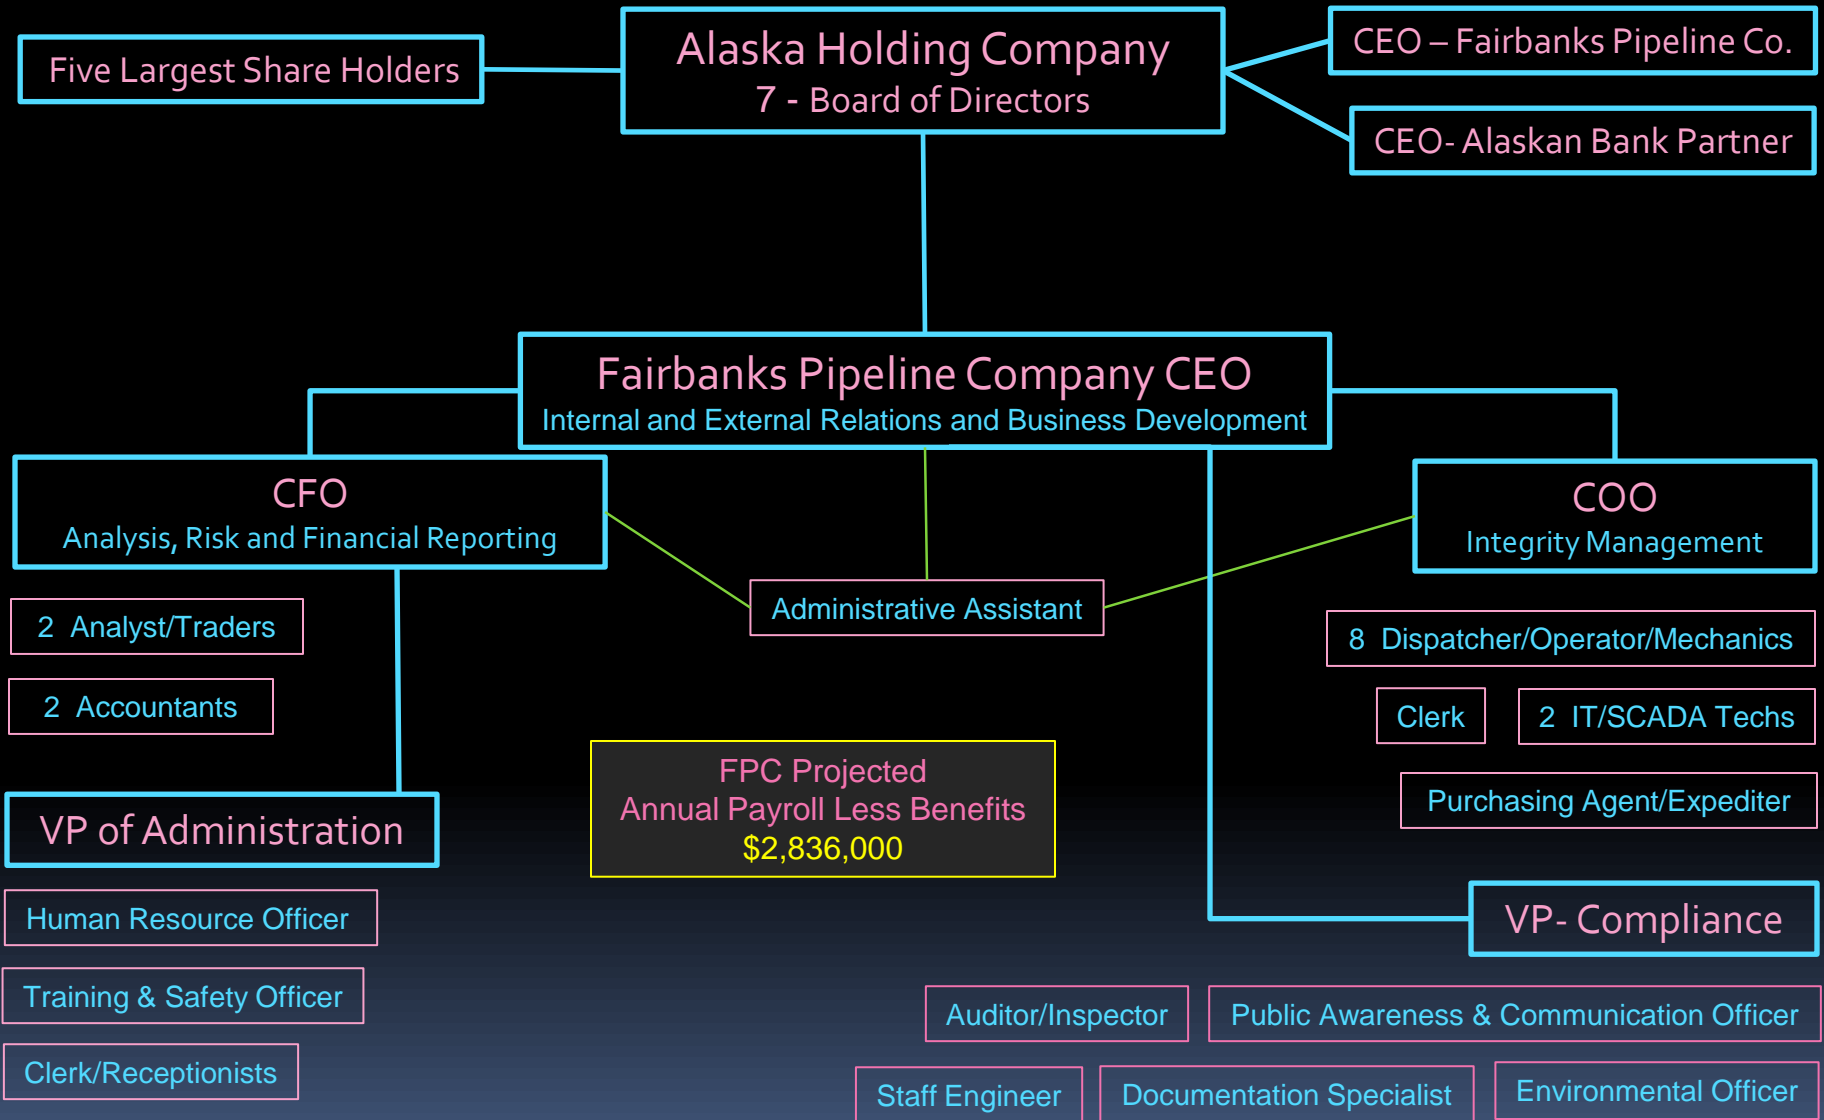 Five Largest Share Holders
Alaska Holding Company
7 - Board of Directors
CEO – Fairbanks Pipeline Co.
CEO- Alaskan Bank Partner
Fairbanks Pipeline Company CEO
Internal and External Relations and Business Development
CFO
Analysis, Risk and Financial Reporting
COO
Integrity Management
Administrative Assistant
2 Analyst/Traders
2 Accountants
8 Dispatcher/Operator/Mechanics
Clerk
2 IT/SCADA Techs
Purchasing Agent/Expediter
FPC Projected
Annual Payroll Less Benefits
$2,836,000
VP of Administration
Human Resource Officer
Training & Safety Officer
Clerk/Receptionists
VP- Compliance
Auditor/Inspector
Public Awareness & Communication Officer
Staff Engineer
Documentation Specialist
Environmental Officer